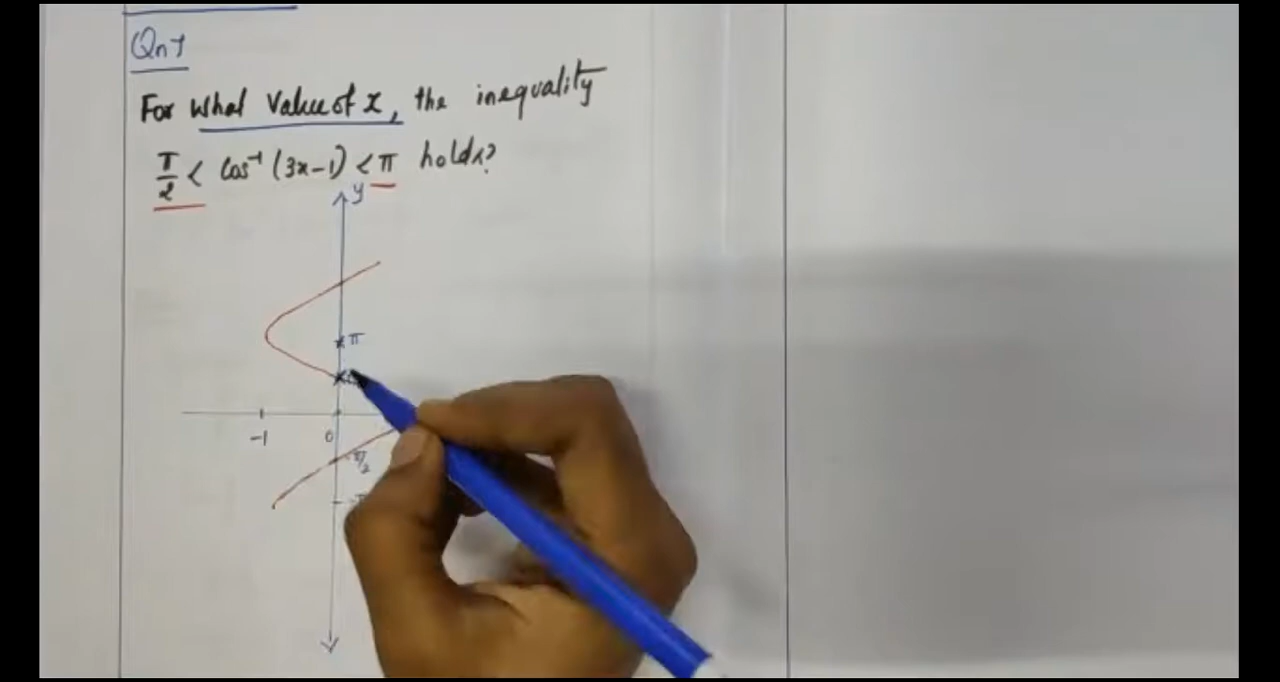 Qn 7
For what value of x, the inequality
π/2 < cos⁻¹ (3x-1) < π holds?
y
π
-1 0
π/2